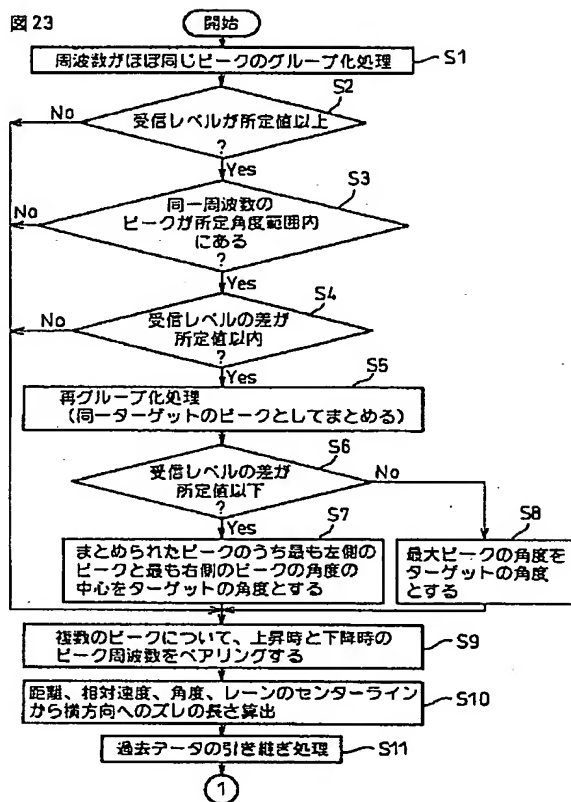 図23
開始
周波数がほぼ同じピークのグループ化処理
S1
S2
No
受信レベルが所定値以上
?
Yes
S3
No
同一周波数の
ピークが所定角度範囲内
にある
?
Yes
S4
No
受信レベルの差が
所定値以内
?
Yes
S5
再グループ化処理
(同一ターゲットのピークとしてまとめる)
S6
受信レベルの差が
所定値以下
?
No
Yes
S7
S8
まとめられたピークのうち最も左側の
ピークと最も右側のピークの角度の
中心をターゲットの角度とする
最大ピークの角度を
ターゲットの角度
とする
複数のピークについて、上昇時と下降時の
ピーク周波数をペアリングする
S9
距離、相対速度、角度、レーンのセンターライン
から横方向へのズレの長さ算出
S10
過去データの引き継ぎ処理
S11
1